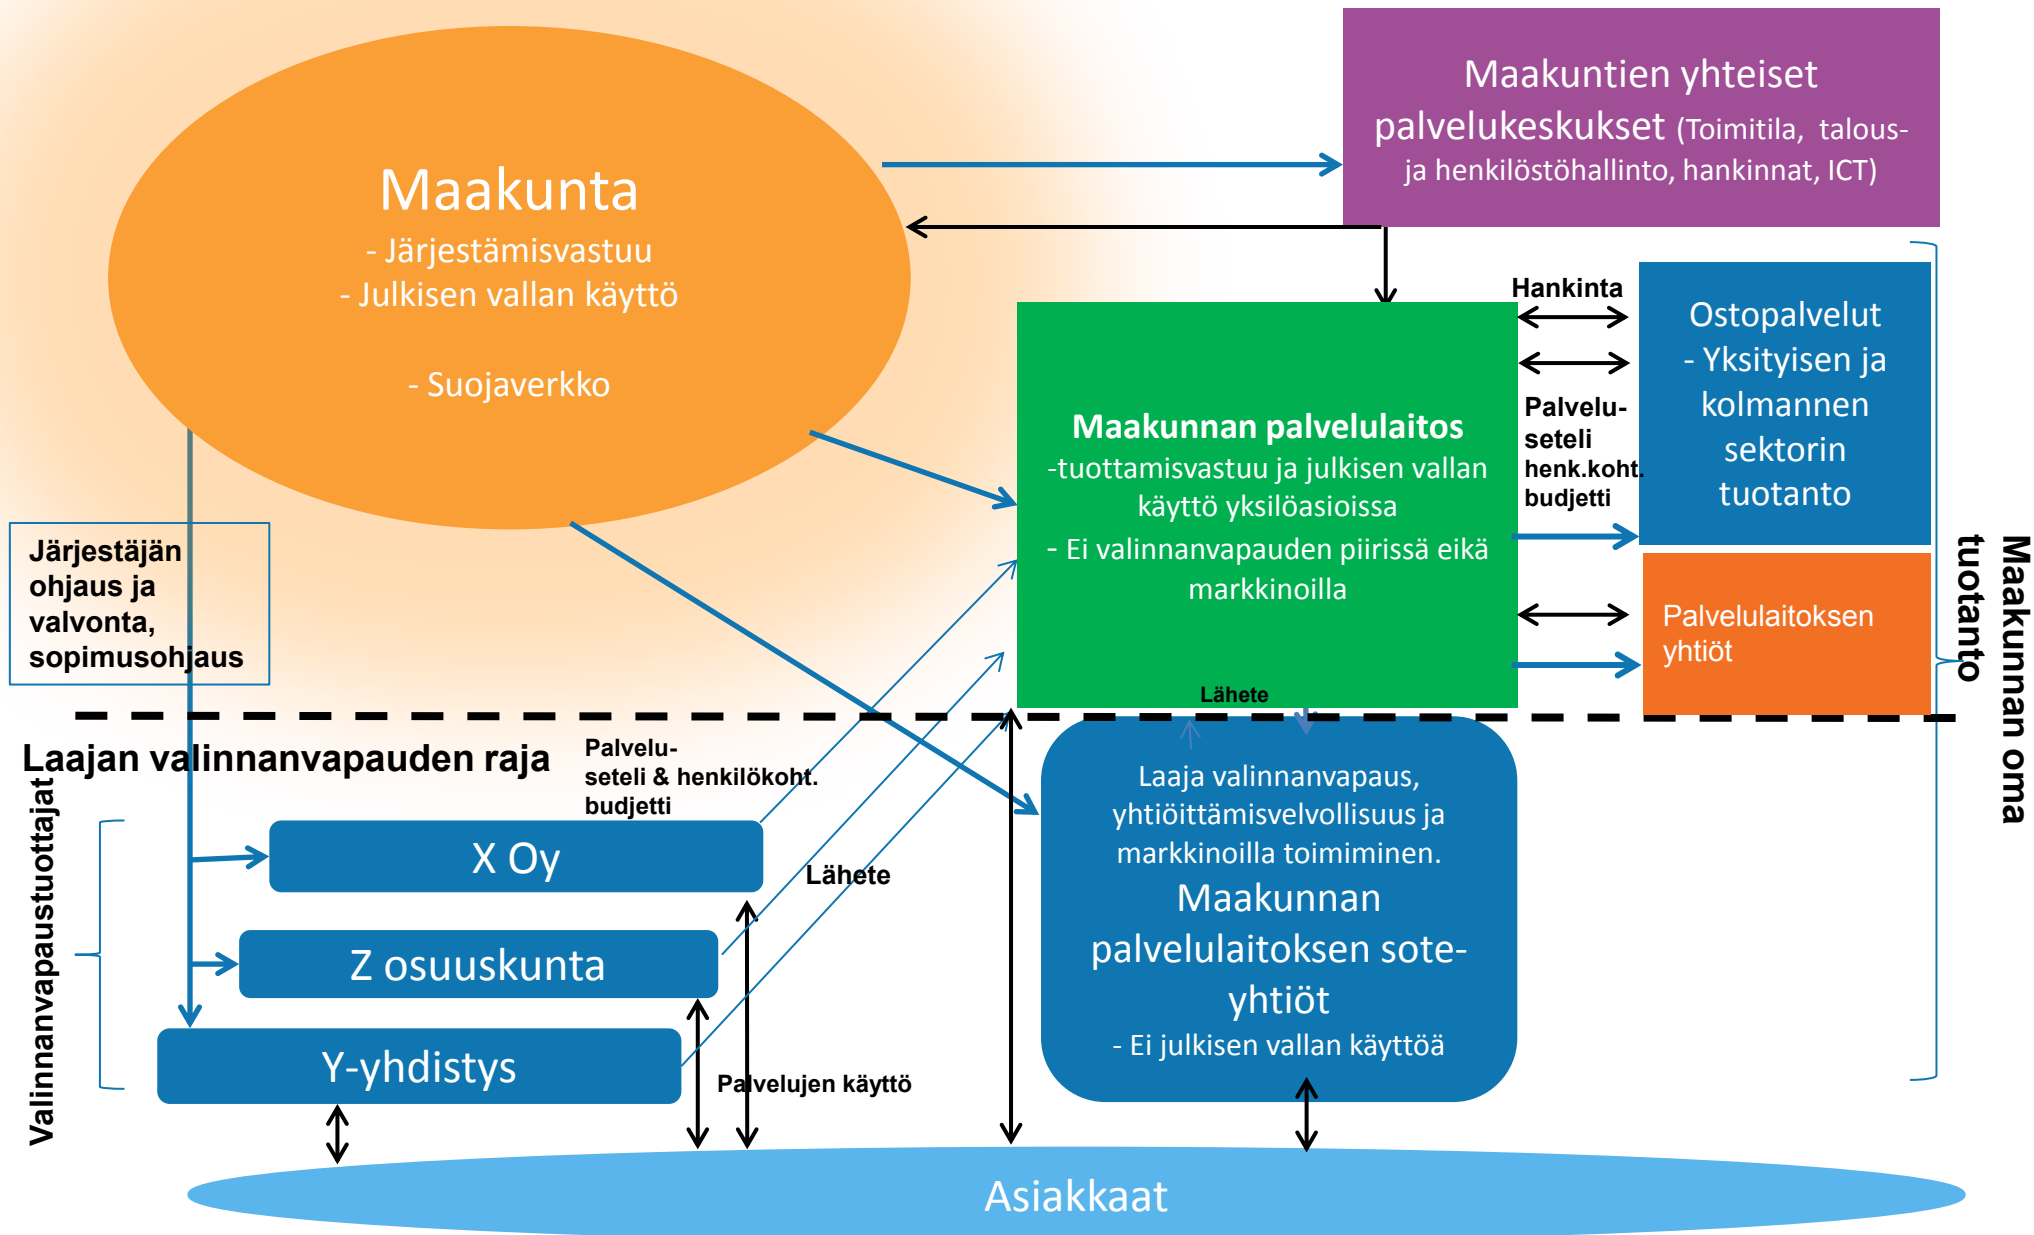 Maakuntien yhteiset
palvelukeskukset (Toimitila, talous-
ja henkilöstöhallinto, hankinnat, ICT)
Maakunta
- Järjestämisvastuu
- Julkisen vallan käyttö
- Suojaverkko
Hankinta
Ostopalvelut
- Yksityisen ja
kolmannen
sektorin
tuotanto
Palvelu-
seteli
henk.koht.
budjetti
Maakunnan palvelulaitos
-tuottamisvastuu ja julkisen vallan
käyttö yksilöasioissa
- Ei valinnanvapauden piirissä eikä
markkinoilla
Lähete
Palvelulaitoksen
yhtiöt
Maakunnan oma
tuotanto
Järjestäjän
ohjaus ja
valvonta,
sopimusohjaus
Laajan valinnanvapauden raja
Palvelu-
seteli & henkilökoht.
budjetti
Valinnanvapaustuottajat
X Oy
Z osuuskunta
Y-yhdistys
Lähete
Palvelujen käyttö
Laaja valinnanvapaus,
yhtiöittämisvelvollisuus ja
markkinoilla toimiminen.
Maakunnan
palvelulaitoksen sote-
yhtiöt
- Ei julkisen vallan käyttöä
Asiakkaat